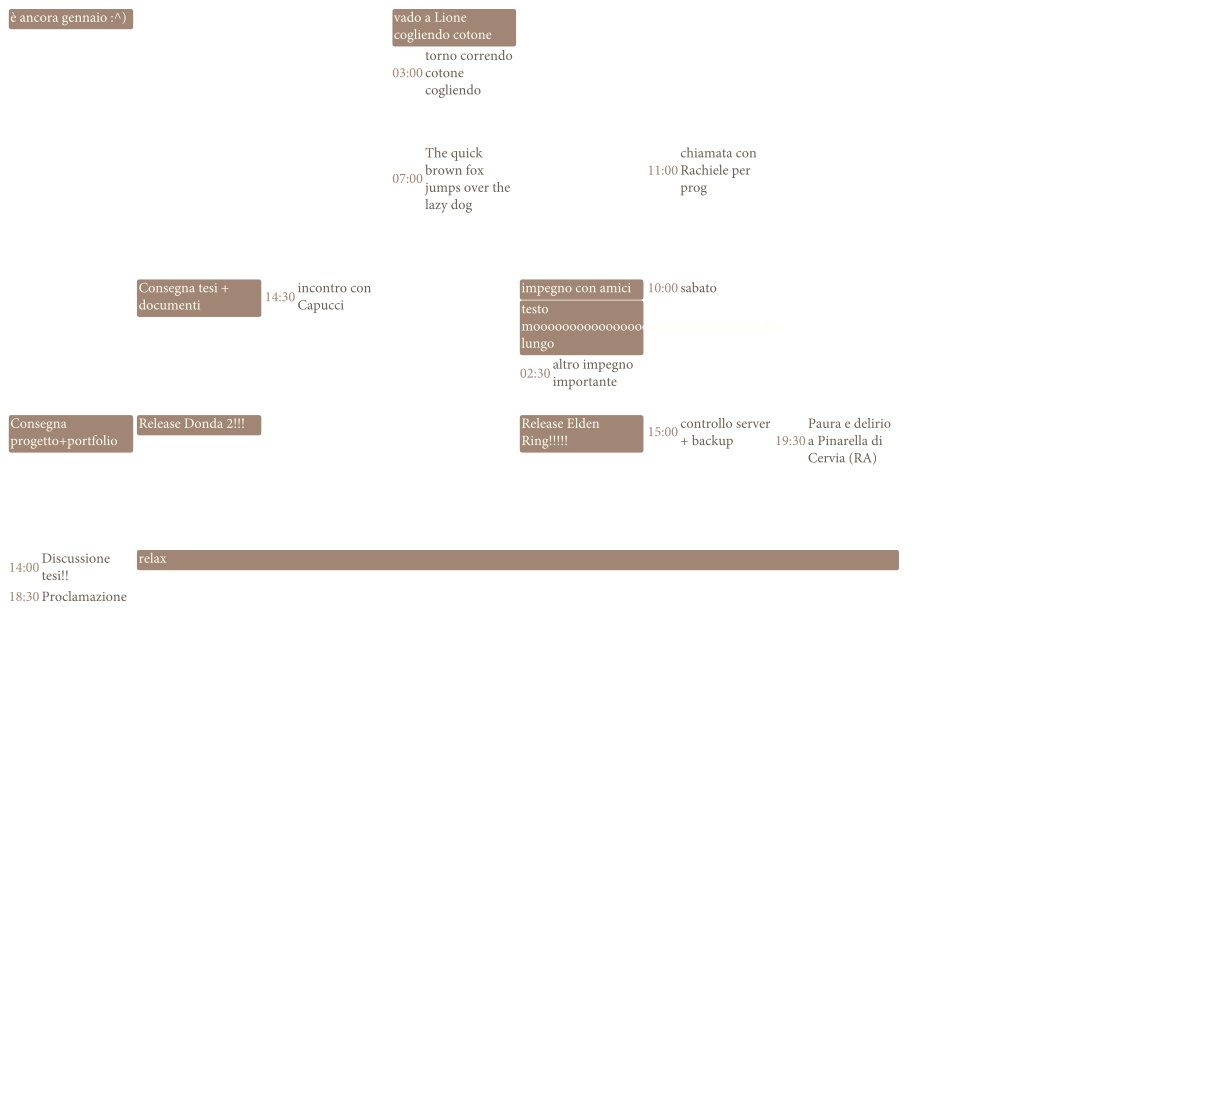 è ancora gennaio :^)
vado a Lione
cogliendo cotone
03:00
torno correndo
cotone
cogliendo
07:00
The quick
brown fox
jumps over the
lazy dog
11:00
chiamata con
Rachiele per
prog
Consegna tesi +
documenti
14:30
incontro con
Capucci
impegno con amici
testo
mooooooooooooooo
lungo
02:30
altro impegno
importante
10:00 sabato
Consegna
progetto+portfolio
Release Donda 2!!!
Release Elden
Ring!!!!!
15:00
controllo server
+ backup
19:30
Paura e delirio
a Pinarella di
Cervia (RA)
14:00
Discussione
tesi!!
18:30 Proclamazione
relax